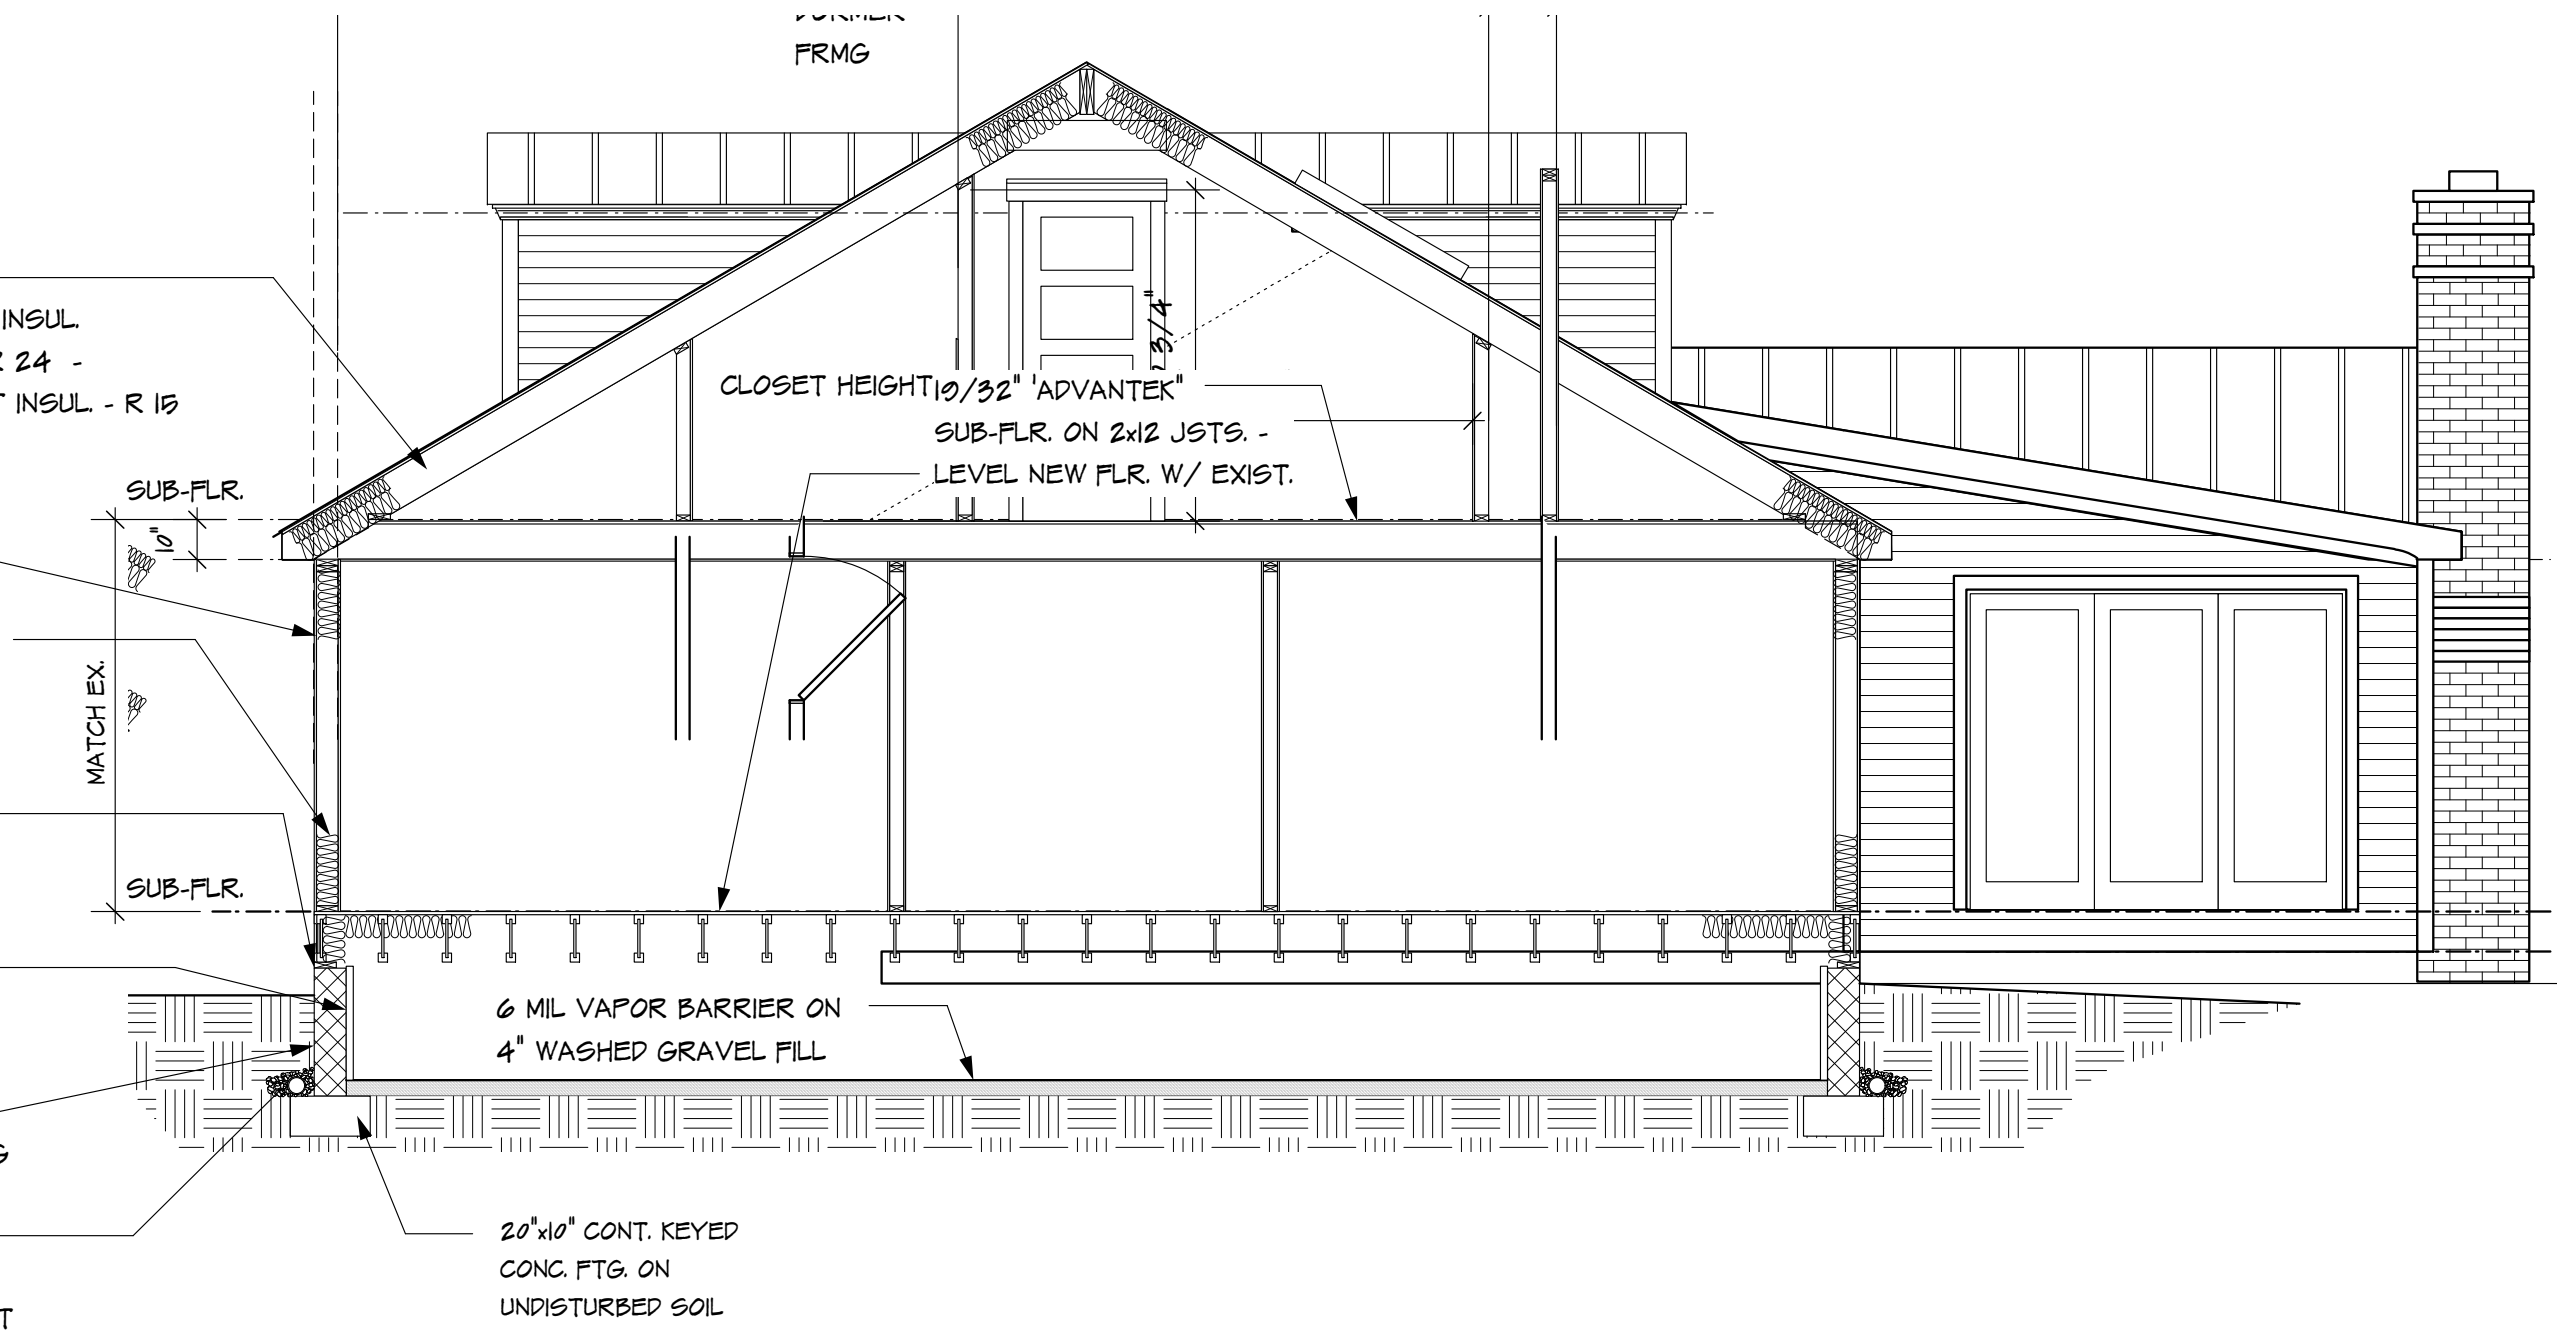 FRMG
INSUL.
R 24 -
INSUL. - R 15
3/4"
CLOSET HEIGHT
19/32" 'ADVANTEK"
SUB-FLR. ON 2x12 JSTS. -
LEVEL NEW FLR. W/ EXIST.
SUB-FLR.
10"
MATCH EX.
SUB-FLR.
6 MIL VAPOR BARRIER ON
4" WASHED GRAVEL FILL
20"x10" CONT. KEYED
CONC. FTG. ON
UNDISTURBED SOIL